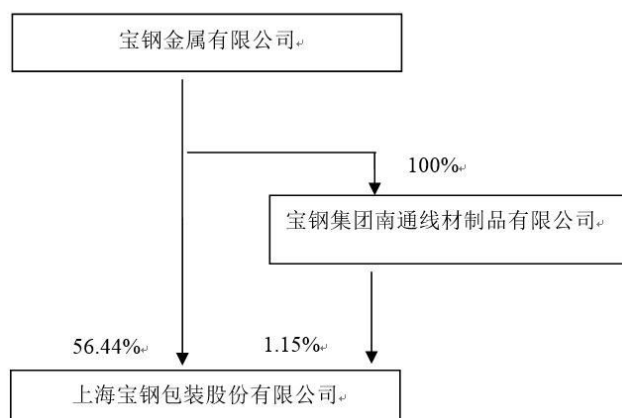 宝钢金属有限公司
100%
宝钢集团南通线材制品有限公司
56.44%
1.15%
上海宝钢包装股份有限公司